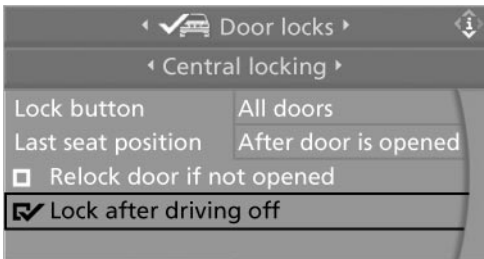 Door locks
Central locking
Lock button All doors
Last seat position After door is opened
Relock door if not opened
Lock after driving off